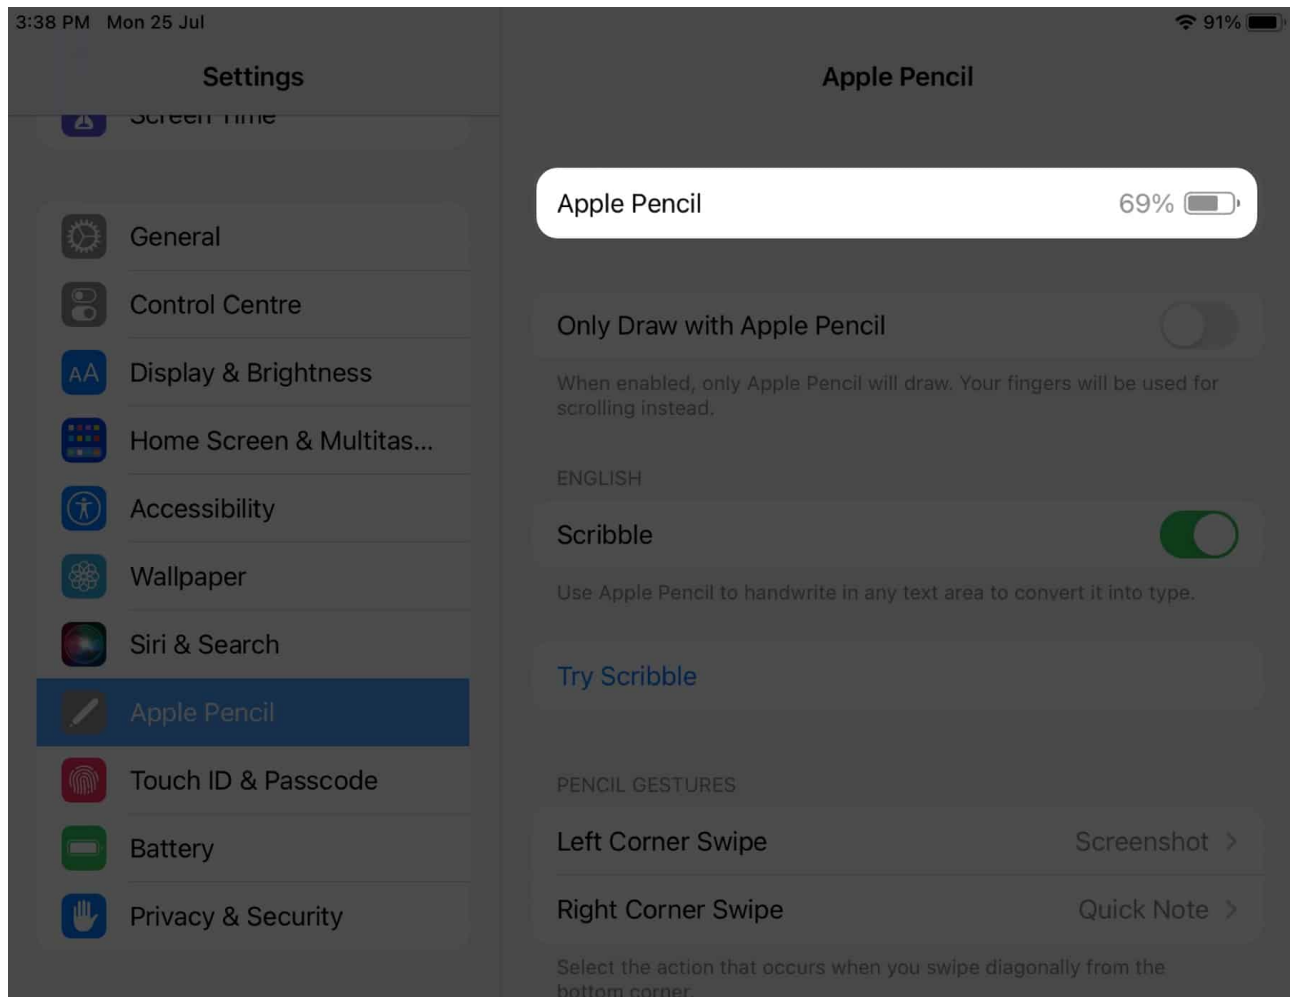 3:38 PM Mon 25 Jul
91%
Settings
Screen Time
General
Control Centre
AA
Display & Brightness
Home Screen & Multitas...
Accessibility
Wallpaper
Siri & Search
Apple Pencil
Touch ID & Passcode
Battery
Privacy & Security
Apple Pencil
Apple Pencil 69%
Only Draw with Apple Pencil
When enabled, only Apple Pencil will draw. Your fingers will be used for
scrolling instead.
ENGLISH
Scribble
Use Apple Pencil to handwrite in any text area to convert it into type.
Try Scribble
PENCIL GESTURES
Left Corner Swipe Screenshot
Right Corner Swipe Quick Note
Select the action that occurs when you swipe diagonally from the
bottom corner.